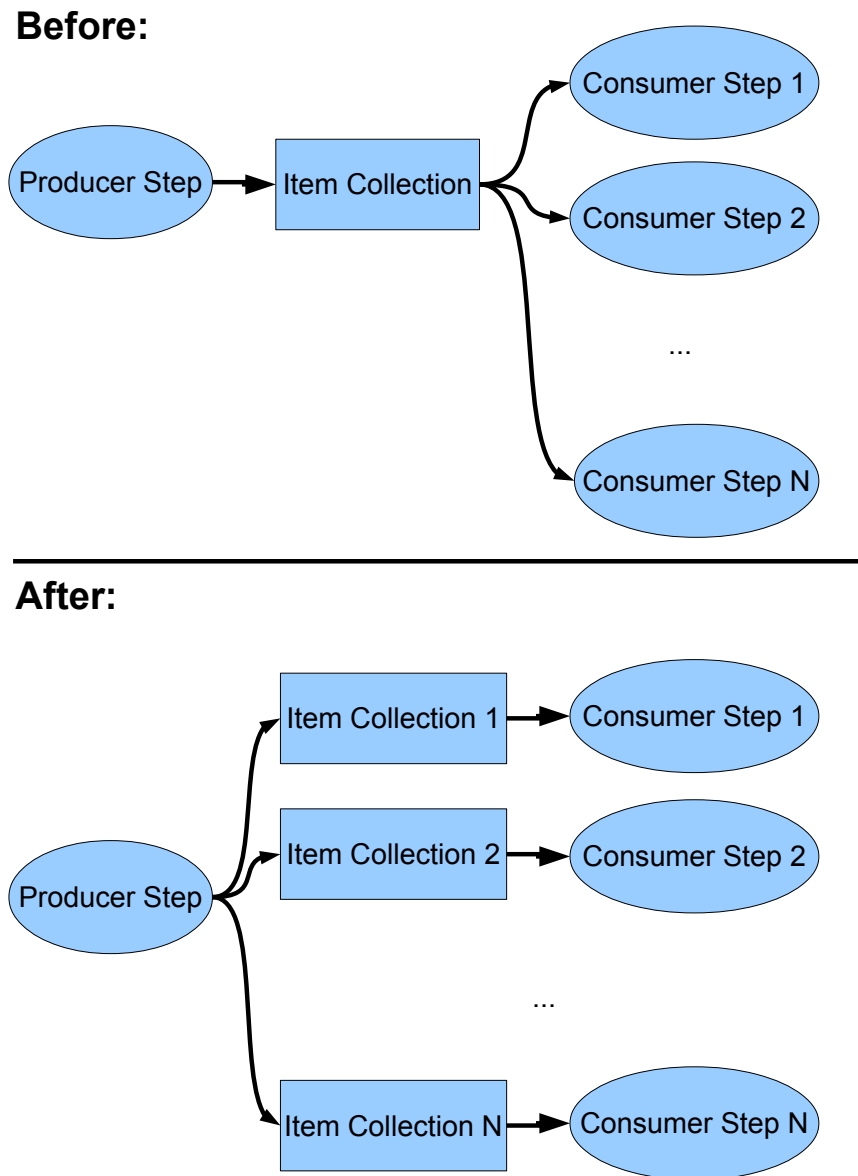 Before:
Consumer Step 1
Producer Step
Item Collection
Consumer Step 2
...
Consumer Step N
After:
Item Collection 1
Consumer Step 1
Item Collection 2
Consumer Step 2
Producer Step
...
Item Collection N
Consumer Step N